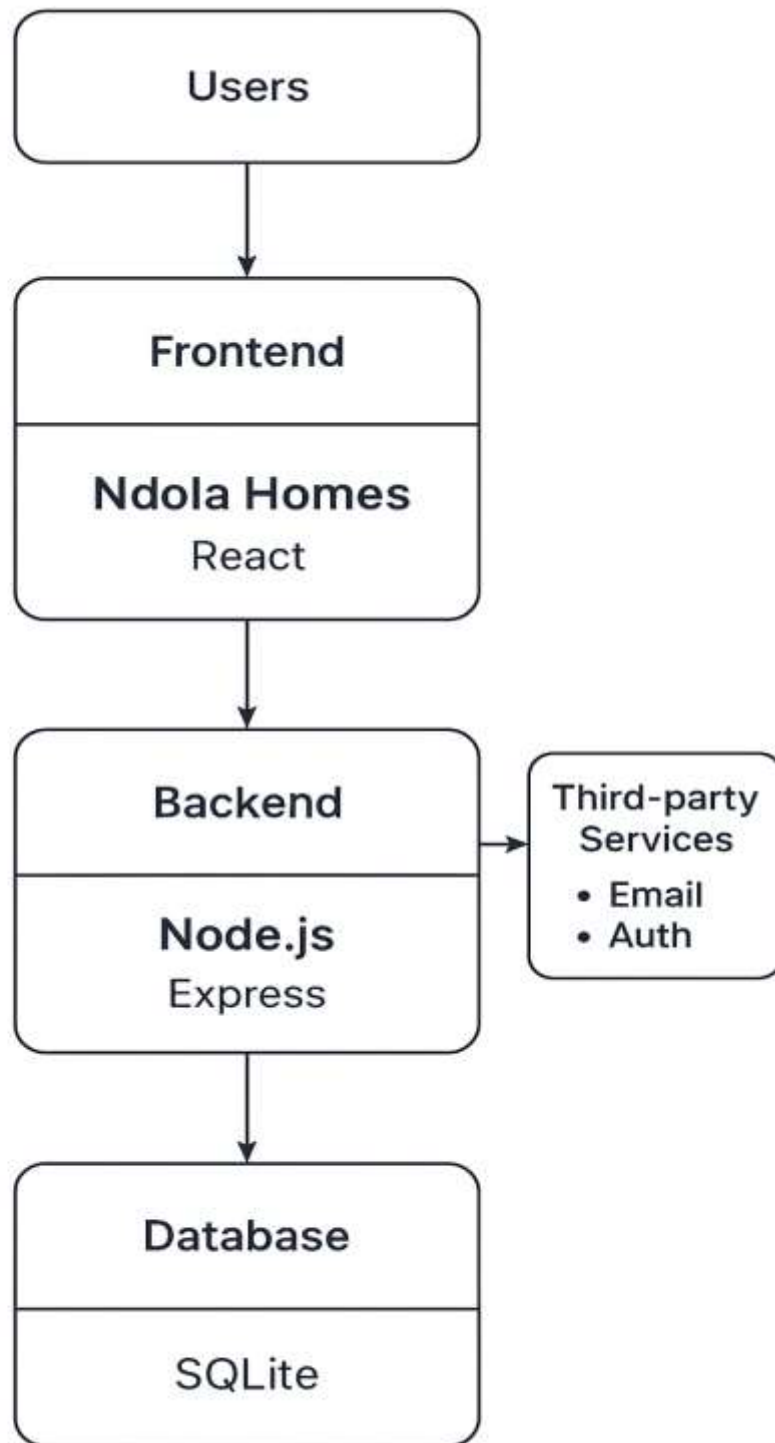 Users
Frontend
Ndola Homes
React
Backend
Node.js
Express
Third-party
Services
• Email
• Auth
Database
SQLite